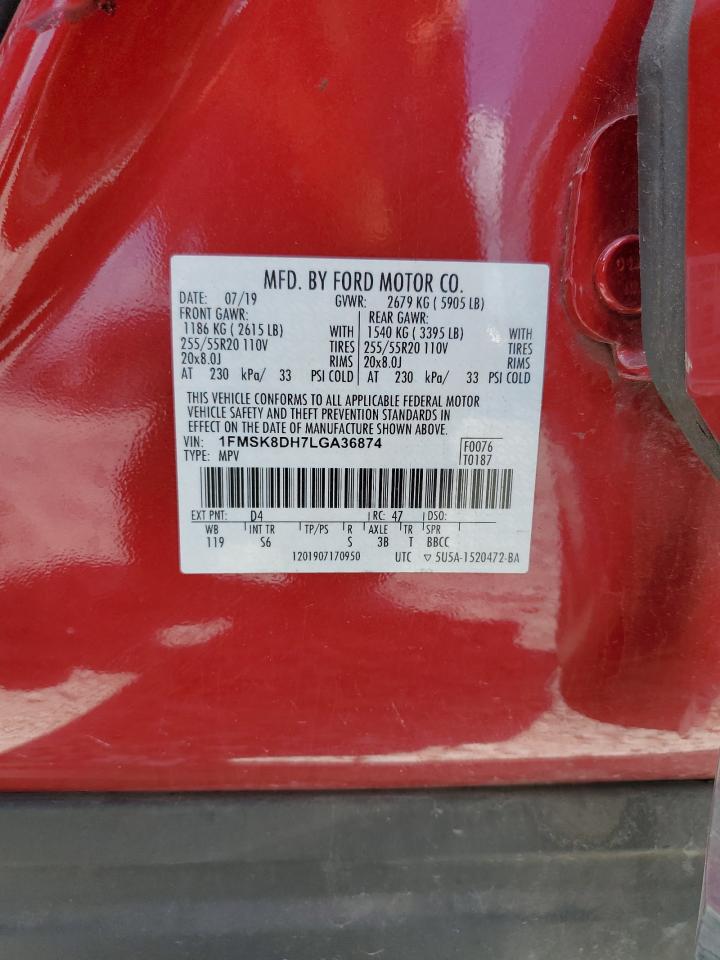 MFD. BY FORD MOTOR CO.
DATE: 07/19 GVWR: 2679 KG ( 5905 LB)
FRONT GAWR: REAR GAWR:
1186 KG ( 2615 LB) WITH 1540 KG ( 3395 LB) WITH
255/55R20 110V TIRES 255/55R20 110V TIRES
20x8.0J RIMS 20x8.0J RIMS
AT 230 kPa/ 33 PSI COLD AT 230 kPa/ 33 PSI COLD
THIS VEHICLE CONFORMS TO ALL APPLICABLE FEDERAL MOTOR
VEHICLE SAFETY AND THEFT PREVENTION STANDARDS IN
EFFECT ON THE DATE OF MANUFACTURE SHOWN ABOVE.
VIN: 1FMSK8DH7LGA36874 F0076
TYPE: MPV T0187
EXT PNT: D4 RC: 47 DSO:
WB INT TR TP/PS R AXLE TR SPR
119 S6 S 3B T BBCC
1201907170950 UTC ▽ 5U5A-1520472-BA